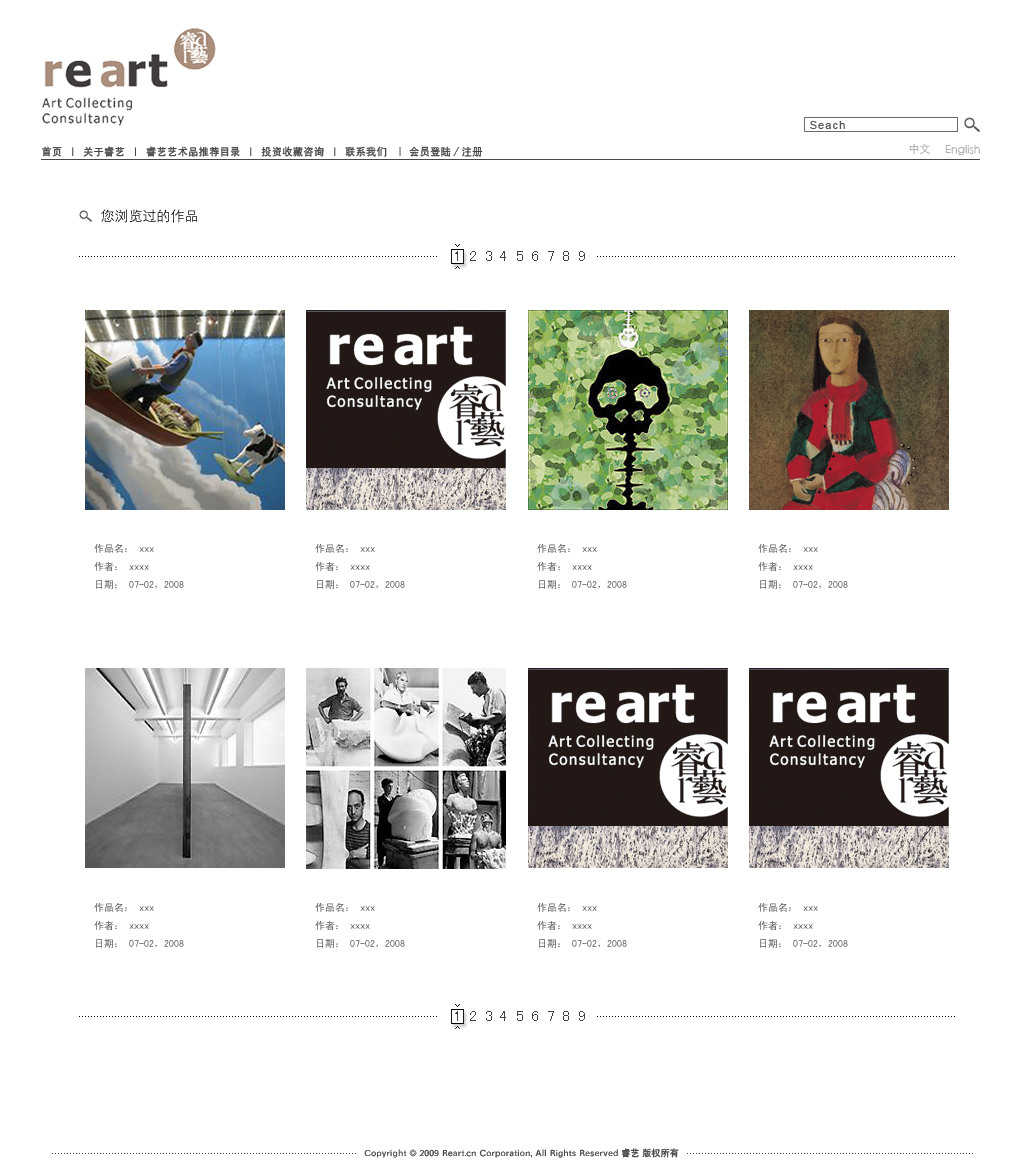 re art 睿藝
Art Collecting
Consultancy
Seach
首页 | 关于睿艺 | 睿艺艺术品推荐目录 | 投资收藏咨询 | 联系我们 | 会员登陆 / 注册
中文 English
您浏览过的作品
1 2 3 4 5 6 7 8 9
re art
Art Collecting
Consultancy
睿藝
作品名： xxx
作者： xxxx
日期： 07-02，2008
作品名： xxx
作者： xxxx
日期： 07-02，2008
作品名： xxx
作者： xxxx
日期： 07-02，2008
作品名： xxx
作者： xxxx
日期： 07-02，2008
re art
Art Collecting
Consultancy
睿藝
re art
Art Collecting
Consultancy
睿藝
作品名： xxx
作者： xxxx
日期： 07-02，2008
作品名： xxx
作者： xxxx
日期： 07-02，2008
作品名： xxx
作者： xxxx
日期： 07-02，2008
作品名： xxx
作者： xxxx
日期： 07-02，2008
1 2 3 4 5 6 7 8 9
Copyright © 2009 Reart.cn Corporation, All Rights Reserved 睿艺 版权所有